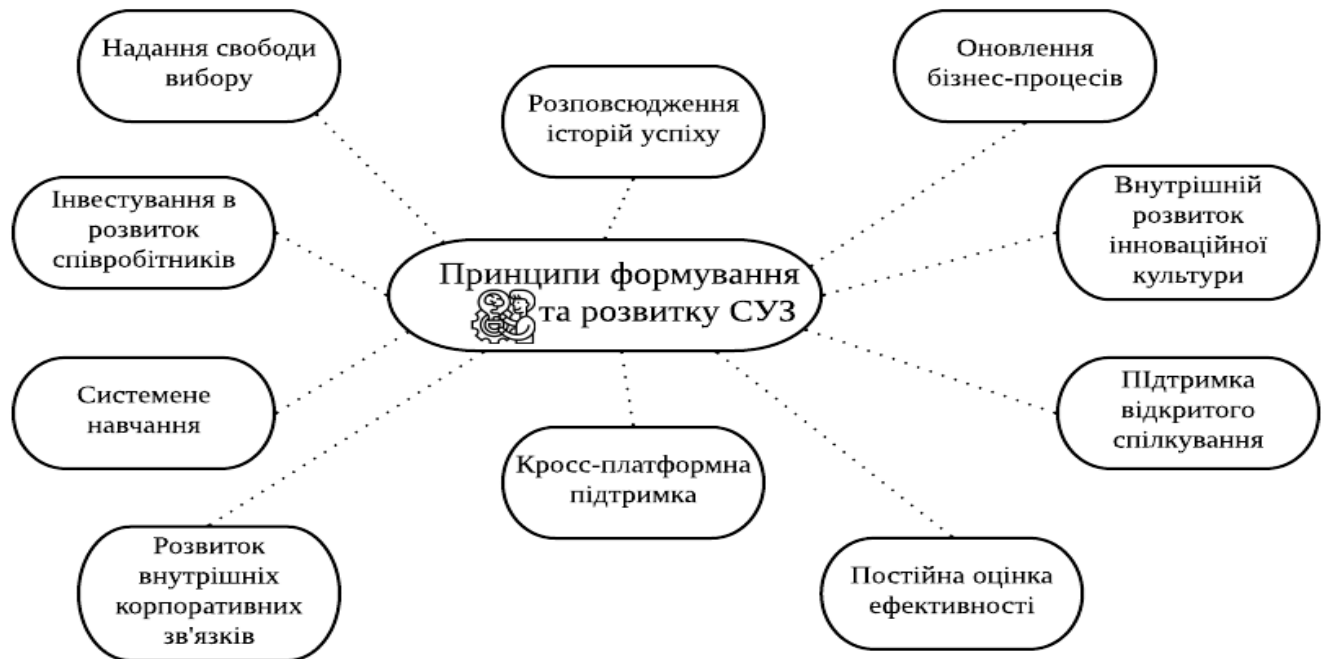 Надання свободи
вибору
Розповсюдження
історій успіху
Оновлення
бізнес-процесів
Інвестування в
розвиток
співробітників
Принципи формування
та розвитку СУЗ
Внутрішній
розвиток
інноваційної
культури
Системене
навчання
Кросс-платформна
підтримка
ПІдтримка
відкритого
спілкування
Розвиток
внутрішніх
корпоративних
зв'язків
Постійна оцінка
ефективності